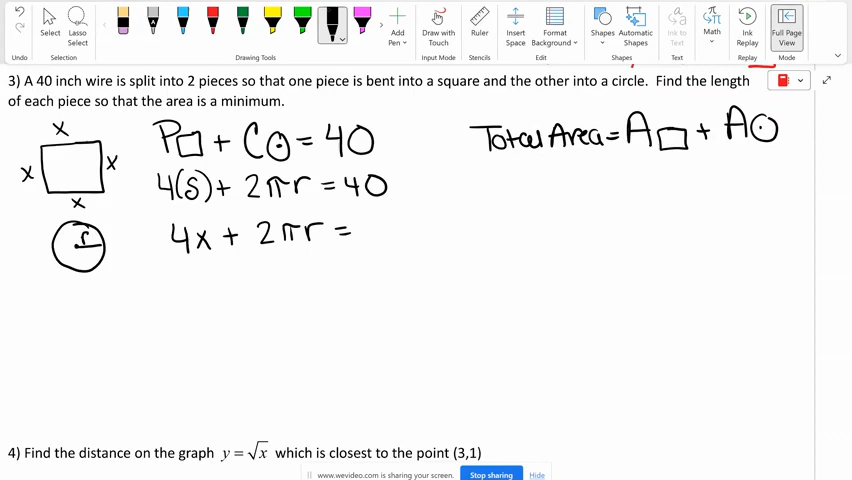 Undo
Select
Lasso
Select
Selection
Drawing Tools
Add
Pen
Draw with
Touch
Input Mode
Ruler
Stencils
Insert
Space
Format
Background
Edit
Shapes
Automatic
Shapes
Shapes
Ink to
Text
Text
Math
Math
Ink
Replay
Replay
Full Page
View
Mode
3) A 40 inch wire is split into 2 pieces so that one piece is bent into a square and the other into a circle. Find the length
of each piece so that the area is a minimum.
x
x
x
x
r
P□ + C⊙ = 40
4(s) + 2πr = 40
4x + 2πr =
Total Area = A□ + A⊙
4) Find the distance on the graph y = √x which is closest to the point (3,1)
www.wevideo.com is sharing your screen.
Stop sharing
Hide